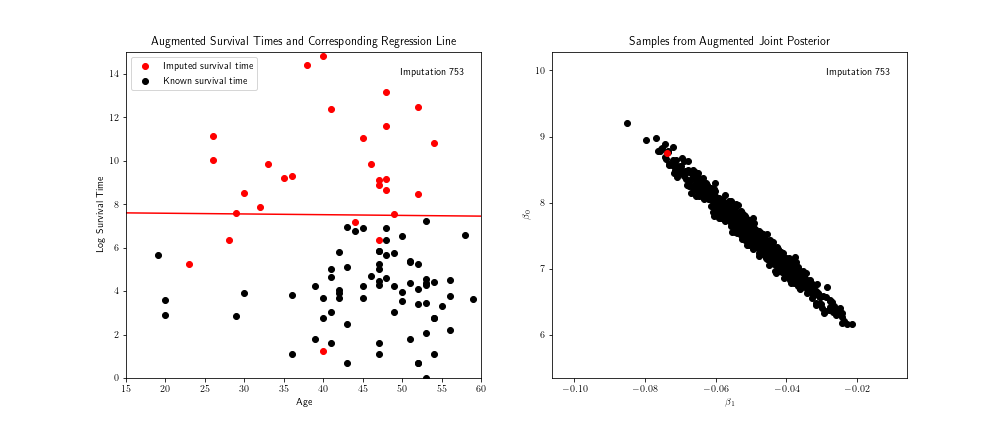 Augmented Survival Times and Corresponding Regression Line
Imputed survival time
Known survival time
Imputation 753
Log Survival Time
14
12
10
8
6
4
2
0
15
20
25
30
35
40
45
50
55
60
Age
Samples from Augmented Joint Posterior
Imputation 753
β₀
10
9
8
7
6
−0.10
−0.08
−0.06
−0.04
−0.02
β₁